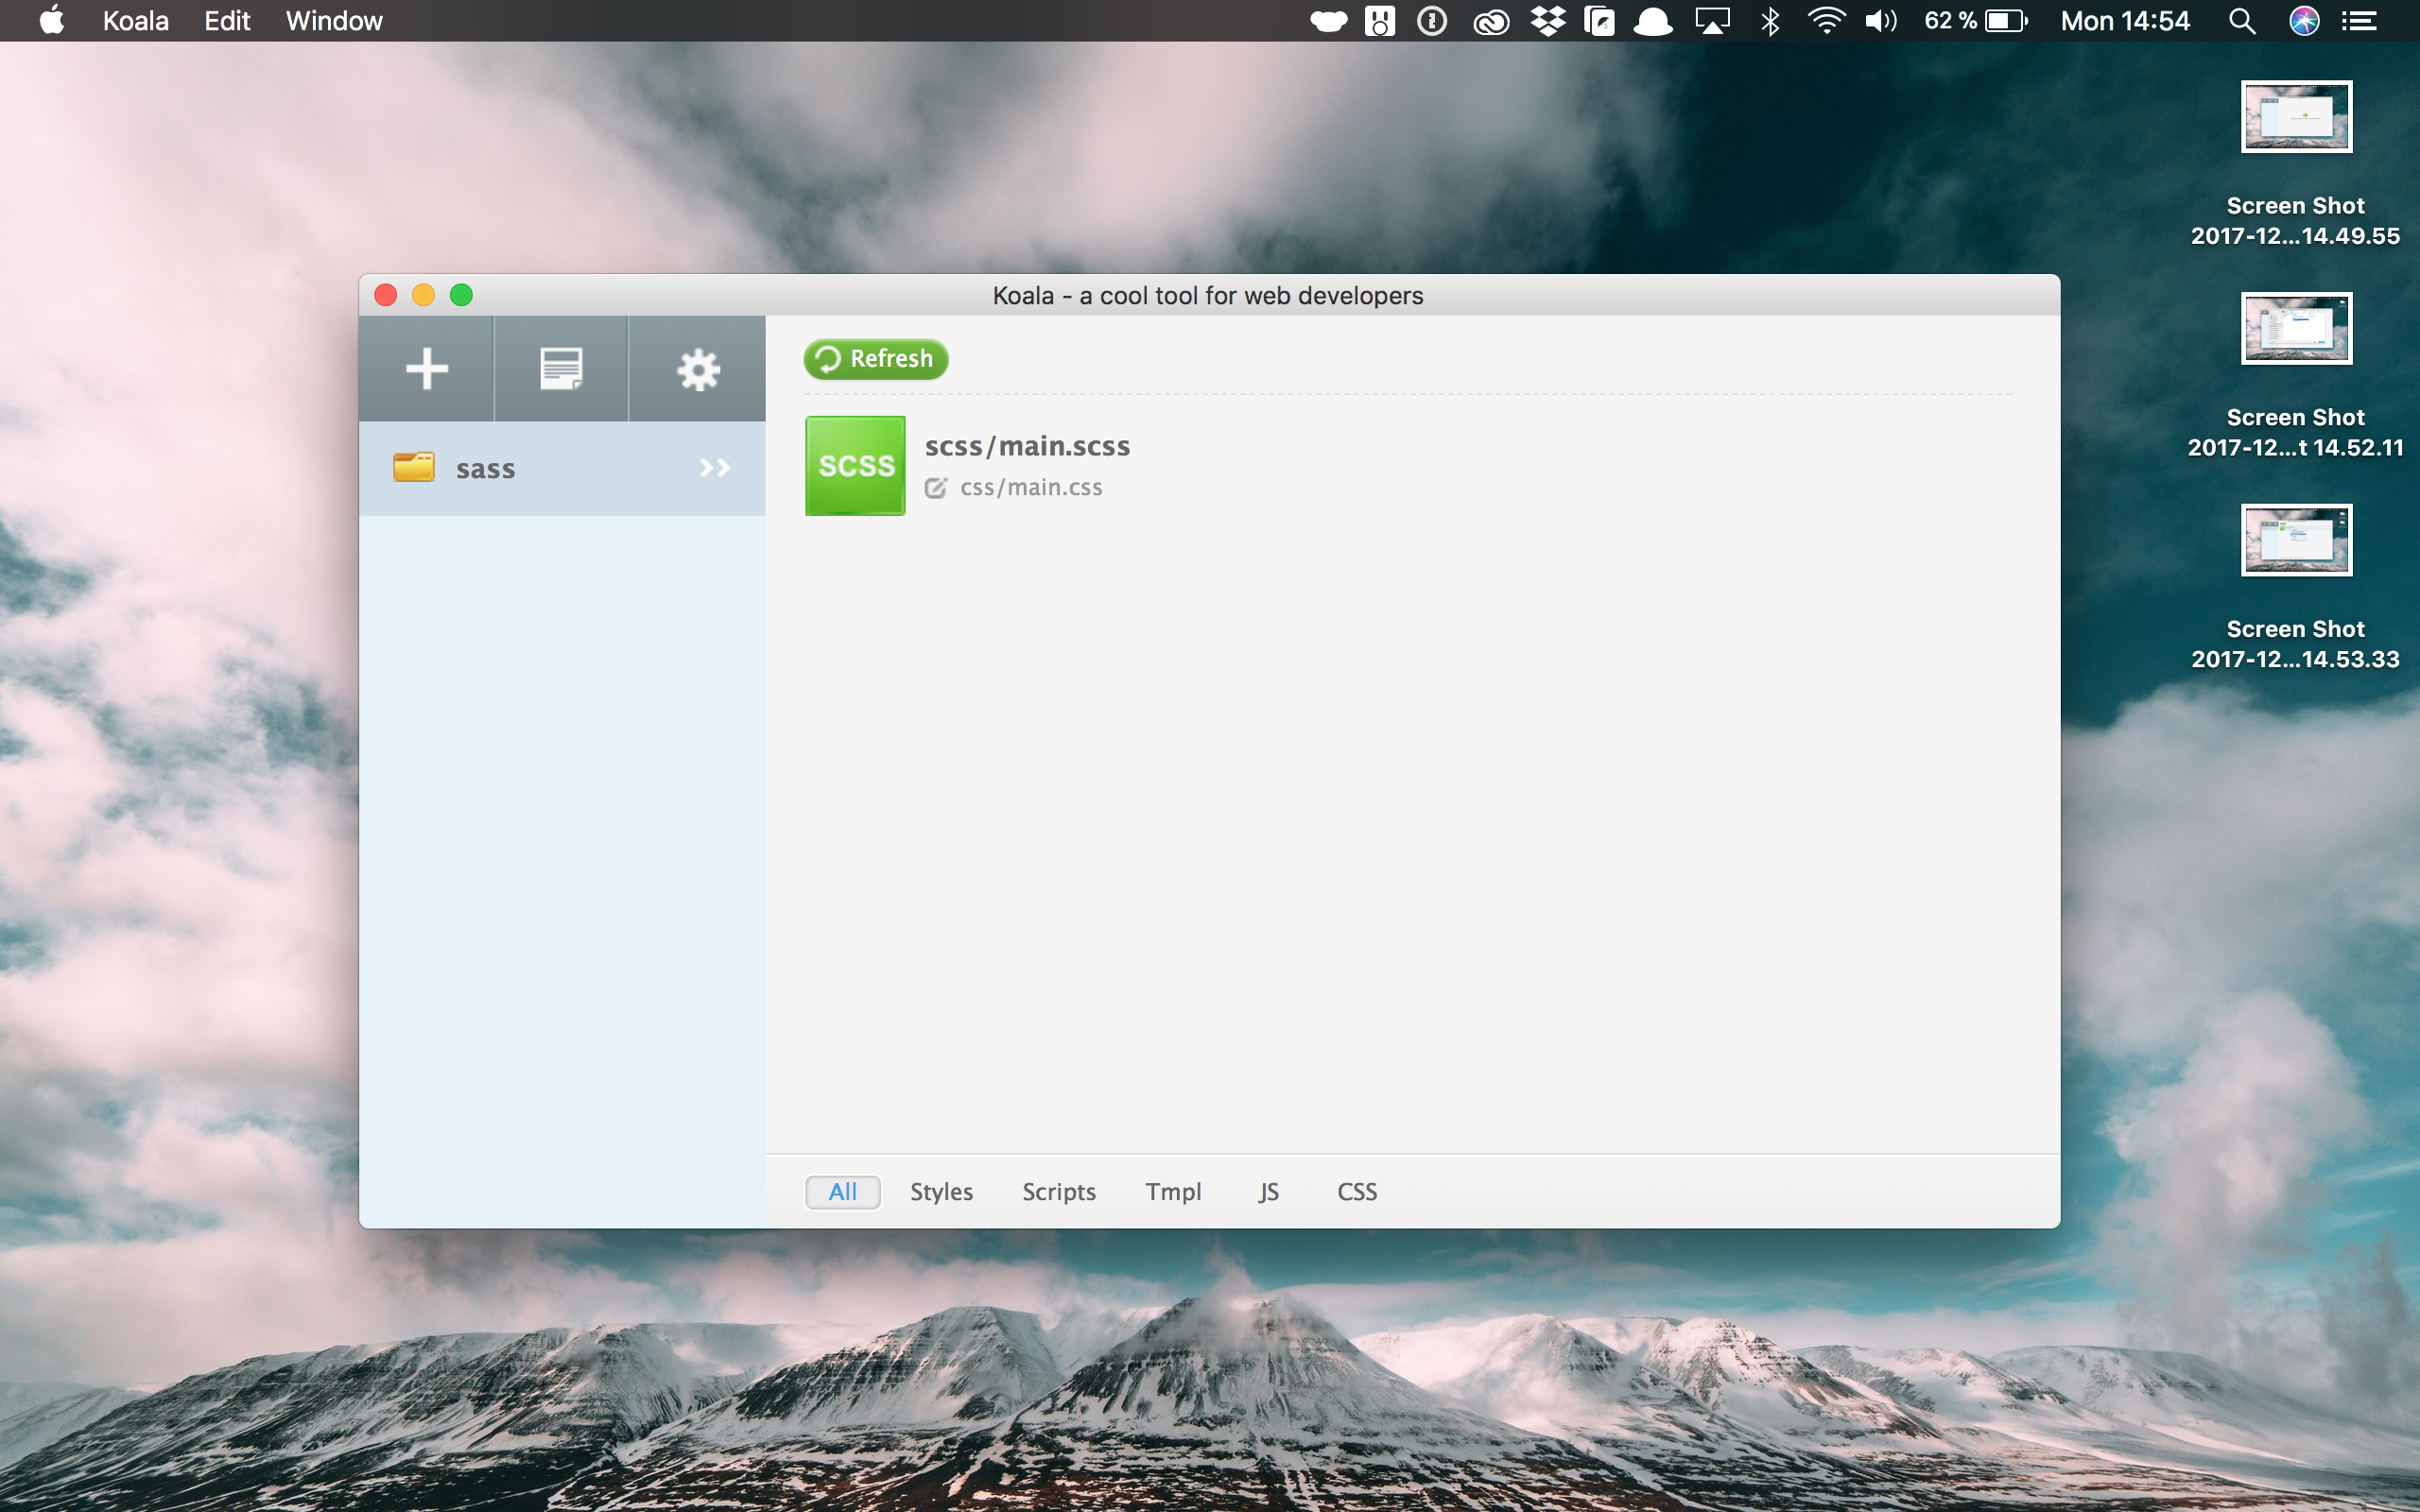 Koala Edit Window 62 % Mon 14:54
Screen Shot
2017-12...14.49.55
Screen Shot
2017-12...t 14.52.11
Screen Shot
2017-12...14.53.33
Koala - a cool tool for web developers
Refresh
sass
SCSS
scss/main.scss
css/main.css
All Styles Scripts Tmpl JS CSS